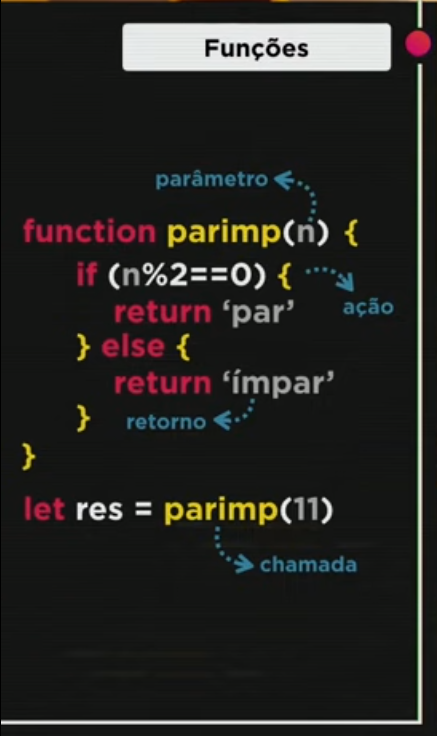 Funções
parâmetro
function parimp(n) {
if (n%2==0) {
ação
return ‘par’
} else {
return ‘ímpar’
} retorno
}
let res = parimp(11)
chamada